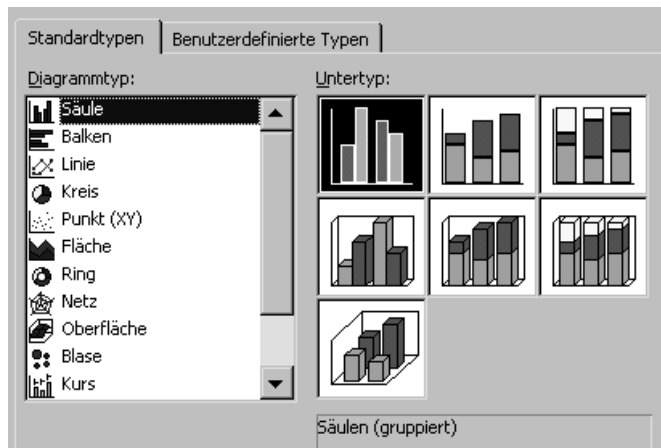 Standardtypen
Benutzerdefinierte Typen
Diagrammtyp:
Säule
Balken
Linie
Kreis
Punkt (XY)
Fläche
Ring
Netz
Oberfläche
Blase
Kurs
Untertyp:
Säulen (gruppiert)